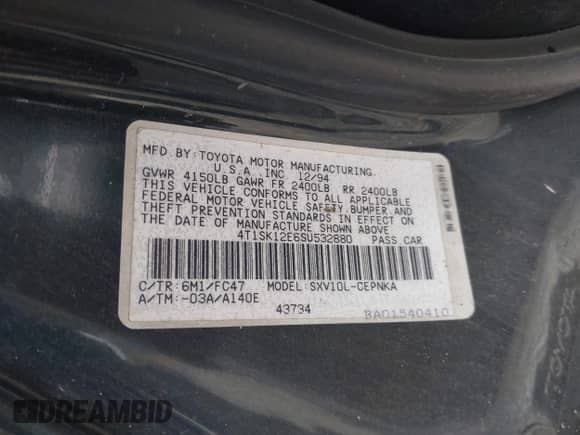 MFD BY: TOYOTA MOTOR MANUFACTURING.
U.S.A., INC. 12/94
GVWR 4150LB GAWR FR 2400LB RR 2400LB
THIS VEHICLE CONFORMS TO ALL APPLICABLE
FEDERAL MOTOR VEHICLE SAFETY, BUMPER, AND
THEFT PREVENTION STANDARDS IN EFFECT ON
THE DATE OF MANUFACTURE SHOWN ABOVE
4T1SK12E6SU532880 PASS.CAR
C/TR:6M1/FC47 MODEL:SXV10L-CEPNKA
A/TM:-03A/A140E
43734
BA01540410
TOYOTA
DREAMBID